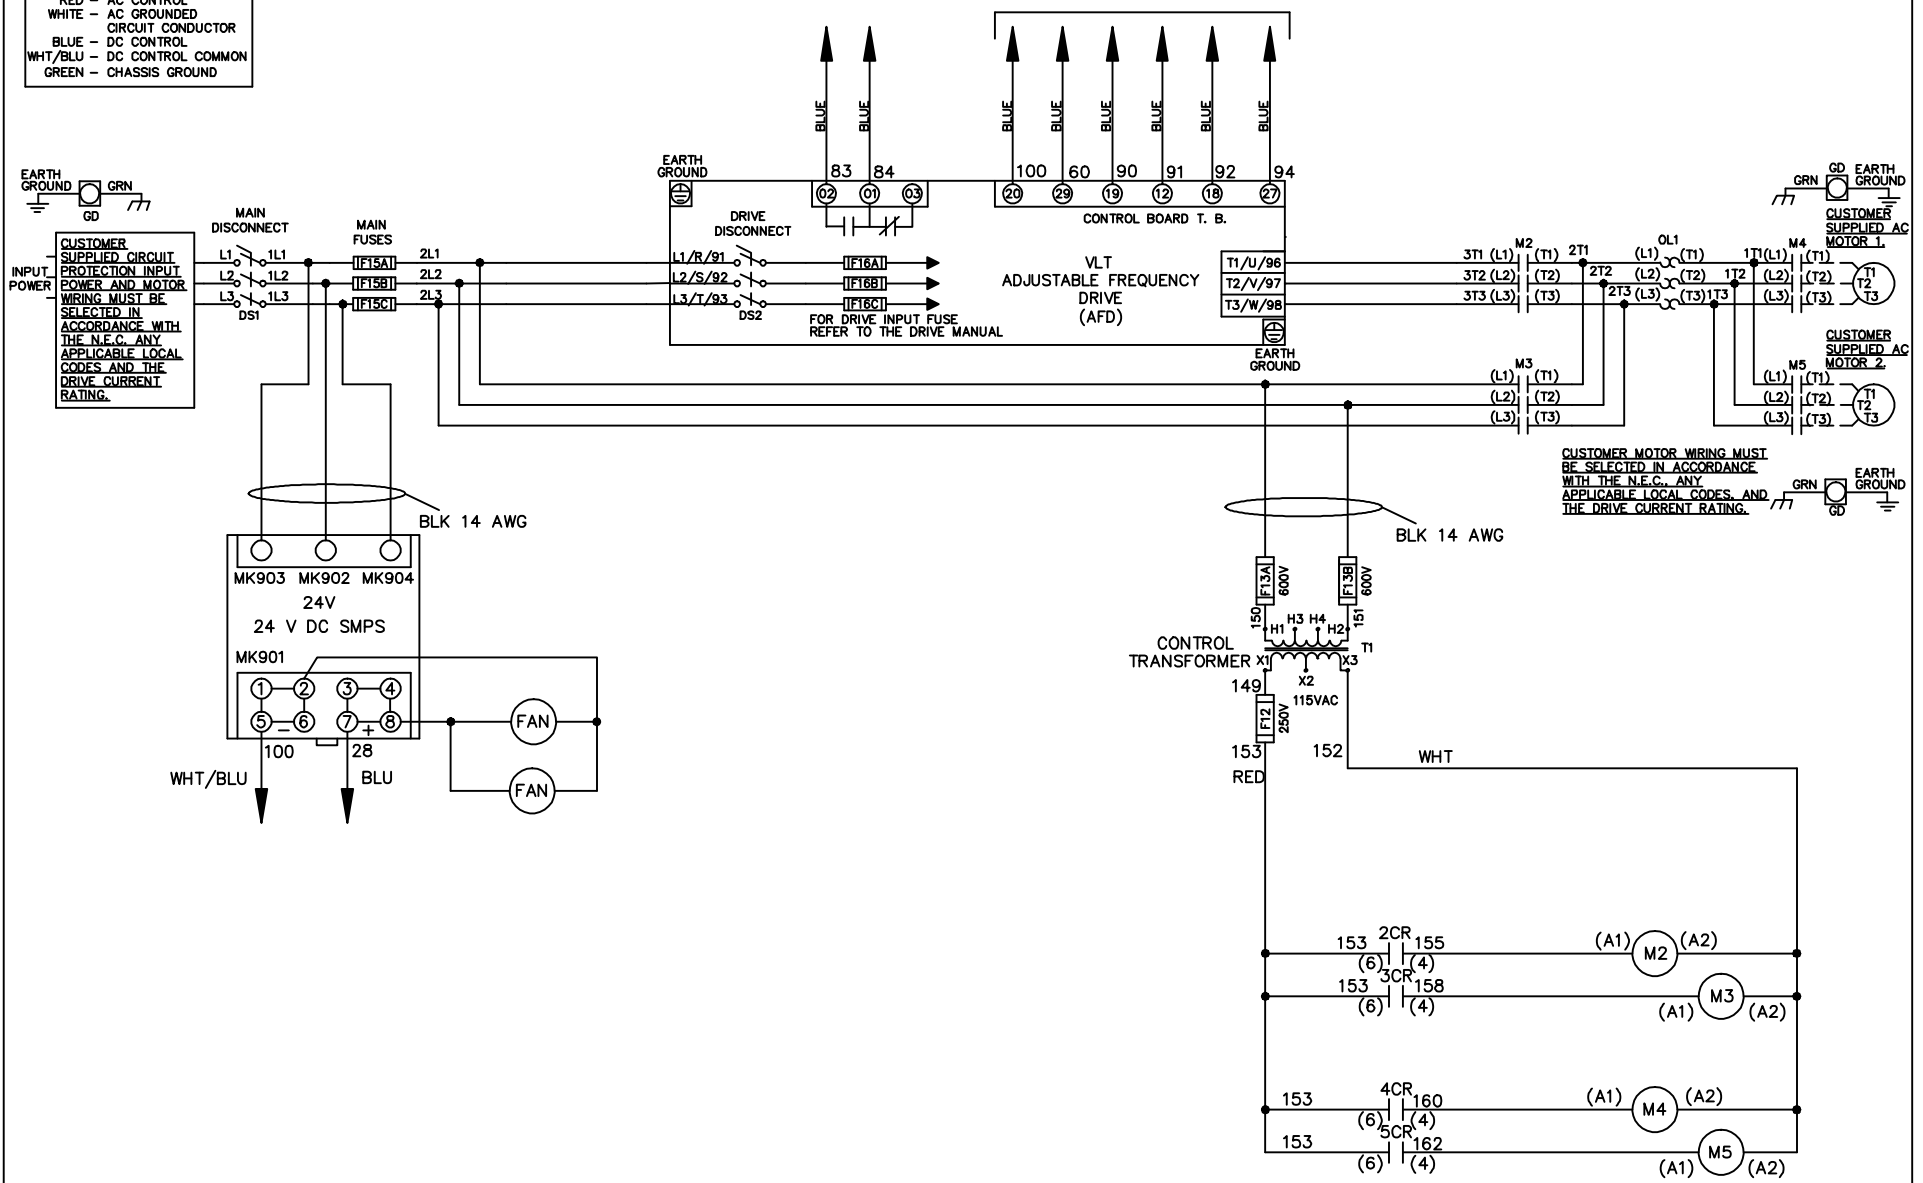 RED – AC CONTROL
WHITE – AC GROUNDED
CIRCUIT CONDUCTOR
BLUE – DC CONTROL
WHT/BLU – DC CONTROL COMMON
GREEN – CHASSIS GROUND
BLUE
BLUE
BLUE
BLUE
BLUE
BLUE
BLUE
BLUE
EARTH
GROUND
GRN
GD
EARTH
GROUND
83
84
100
60
90
91
92
94
02
01
03
20
29
19
12
18
27
CONTROL BOARD T. B.
GD
EARTH
GROUND
GRN
CUSTOMER
SUPPLIED AC
MOTOR 1.
MAIN
DISCONNECT
MAIN
FUSES
DRIVE
DISCONNECT
INPUT
POWER
CUSTOMER
SUPPLIED CIRCUIT
PROTECTION INPUT
POWER AND MOTOR
WIRING MUST BE
SELECTED IN
ACCORDANCE WITH
THE N.E.C. ANY
APPLICABLE LOCAL
CODES AND THE
DRIVE CURRENT
RATING.
L1 1L1 F15A 2L1
L2 1L2 F15B 2L2
L3 1L3 F15C 2L3
DS1
L1/R/91 F16A
L2/S/92 F16B
L3/T/93 F16C
DS2
FOR DRIVE INPUT FUSE
REFER TO THE DRIVE MANUAL
VLT
ADJUSTABLE FREQUENCY
DRIVE
(AFD)
T1/U/96
T2/V/97
T3/W/98
EARTH
GROUND
M2
OL1
M4
3T1 (L1) (T1) 2T1 (L1) (T1) 1T1 (L1) (T1)
3T2 (L2) (T2) 2T2 (L2) (T2) 1T2 (L2) (T2)
3T3 (L3) (T3) 2T3 (L3) (T3) 1T3 (L3) (T3)
T1
T2
T3
CUSTOMER
SUPPLIED AC
MOTOR 2.
M3
M5
(L1) (T1) (L1) (T1)
(L2) (T2) (L2) (T2)
(L3) (T3) (L3) (T3)
T1
T2
T3
CUSTOMER MOTOR WIRING MUST
BE SELECTED IN ACCORDANCE
WITH THE N.E.C., ANY
APPLICABLE LOCAL CODES, AND
THE DRIVE CURRENT RATING.
GRN
GD
EARTH
GROUND
BLK 14 AWG
BLK 14 AWG
MK903 MK902 MK904
24V
24 V DC SMPS
MK901
1 2 3 4
5 6 7 8
– +
100
28
WHT/BLU
BLU
FAN
FAN
F13A
600V
F13B
600V
150
151
H1 H3 H4 H2
CONTROL
TRANSFORMER
T1
X1 X2 X3
115VAC
149
F12
250V
153
RED
152
WHT
153 2CR 155 (A1) M2 (A2)
(6) (4)
153 3CR 158 M3
(6) (4) (A1) (A2)
153 4CR 160 (A1) M4 (A2)
(6) (4)
153 5CR 162 M5
(6) (4) (A1) (A2)